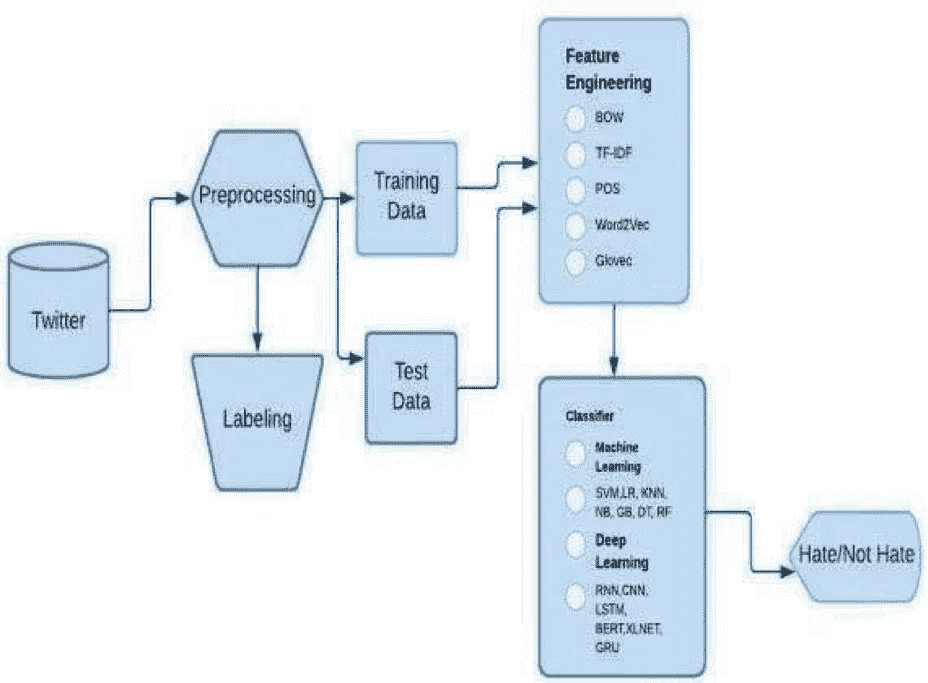 Twitter
Preprocessing
Labeling
Training
Data
Test
Data
Feature
Engineering
BOW
TF-IDF
POS
Word2Vec
Glovec
Classifier
Machine
Learning
SVM,LR, KNN,
NB, GB, DT, RF
Deep
Learning
RNN,CNN,
LSTM,
BERT,XLNET,
GRU
Hate/Not Hate